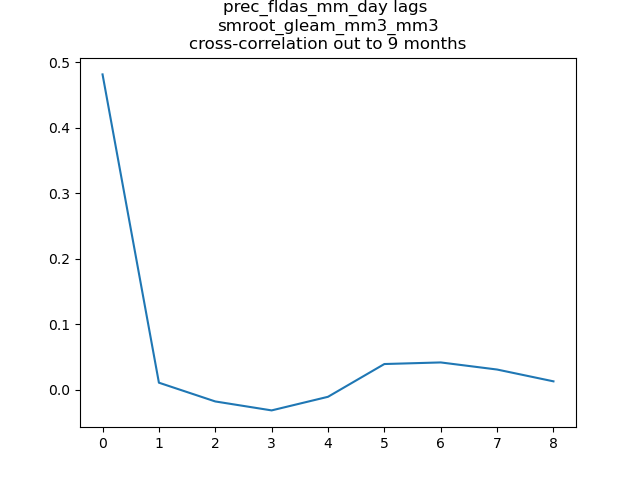 prec_fldas_mm_day lags
smroot_gleam_mm3_mm3
cross-correlation out to 9 months
0.5
0.4
0.3
0.2
0.1
0.0
0 1 2 3 4 5 6 7 8